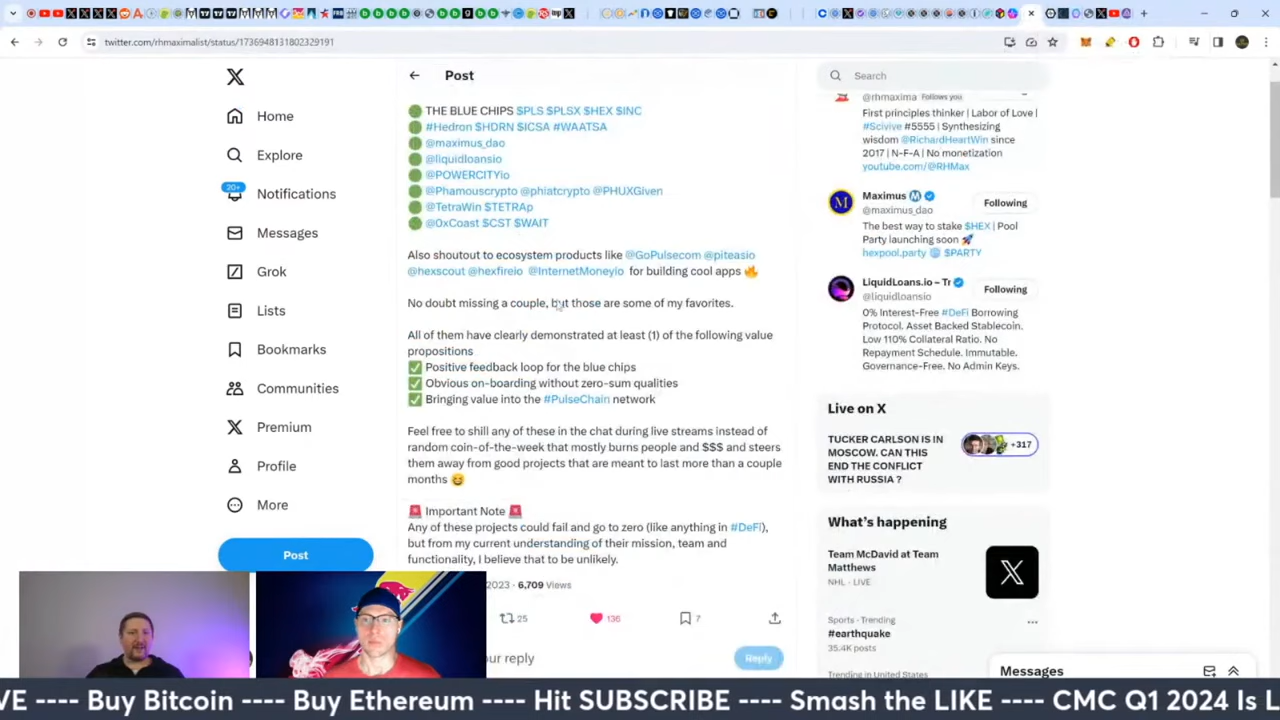 twitter.com/rhmaximalist/status/1736948131802329191
Post
Search
Home
Explore
20+
Notifications
Messages
Grok
Lists
Bookmarks
Communities
Premium
Profile
More
Post
THE BLUE CHIPS $PLS $PLSX $HEX $INC
#Hedron $HDRN $ICSA #WAATSA
@maximus_dao
@liquidloansio
@POWERCITYio
@Phamouscrypto @phiatcrypto @PHUXGiven
@TetraWin $TETRAp
@0xCoast $CST $WAIT
Also shoutout to ecosystem products like @GoPulsecom @piteasio
@hexscout @hexfireio @InternetMoneyio for building cool apps 🔥
No doubt missing a couple, but those are some of my favorites.
All of them have clearly demonstrated at least (1) of the following value
propositions
✅ Positive feedback loop for the blue chips
✅ Obvious on-boarding without zero-sum qualities
✅ Bringing value into the #PulseChain network
Feel free to shill any of these in the chat during live streams instead of
random coin-of-the-week that mostly burns people and $$$ and steers
them away from good projects that are meant to last more than a couple
months 😅
🚨 Important Note 🚨
Any of these projects could fail and go to zero (like anything in #DeFi),
but from my current understanding of their mission, team and
functionality, I believe that to be unlikely.
2023 · 6,709 Views
25
136
7
our reply
Reply
@rhmaxima Follows you
First principles thinker | Labor of Love |
#Scivive #5555 | Synthesizing
wisdom @RichardHeartWin since
2017 | N-F-A | No monetization
youtube.com/@RHMax
Maximus
@maximus_dao
Following
The best way to stake $HEX | Pool
Party launching soon 🚀
hexpool.party $PARTY
LiquidLoans.io – Tr
@liquidloansio
Following
0% Interest-Free #DeFi Borrowing
Protocol. Asset Backed Stablecoin.
Low 110% Collateral Ratio. No
Repayment Schedule. Immutable.
Governance-Free. No Admin Keys.
Live on X
TUCKER CARLSON IS IN
MOSCOW. CAN THIS
END THE CONFLICT
WITH RUSSIA ?
+317
What's happening
Team McDavid at Team
Matthews
NHL · LIVE
Sports · Trending
#earthquake
35.4K posts
Trending in United States
Messages
VE ---- Buy Bitcoin ---- Buy Ethereum ---- Hit SUBSCRIBE ---- Smash the LIKE ---- CMC Q1 2024 Is L